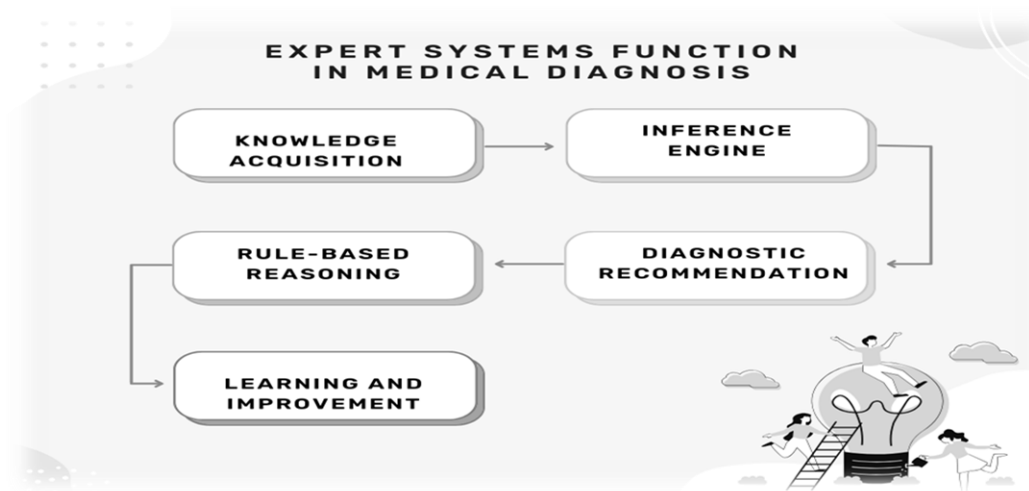 EXPERT SYSTEMS FUNCTION
IN MEDICAL DIAGNOSIS
KNOWLEDGE
ACQUISITION
INFERENCE
ENGINE
DIAGNOSTIC
RECOMMENDATION
RULE-BASED
REASONING
LEARNING AND
IMPROVEMENT